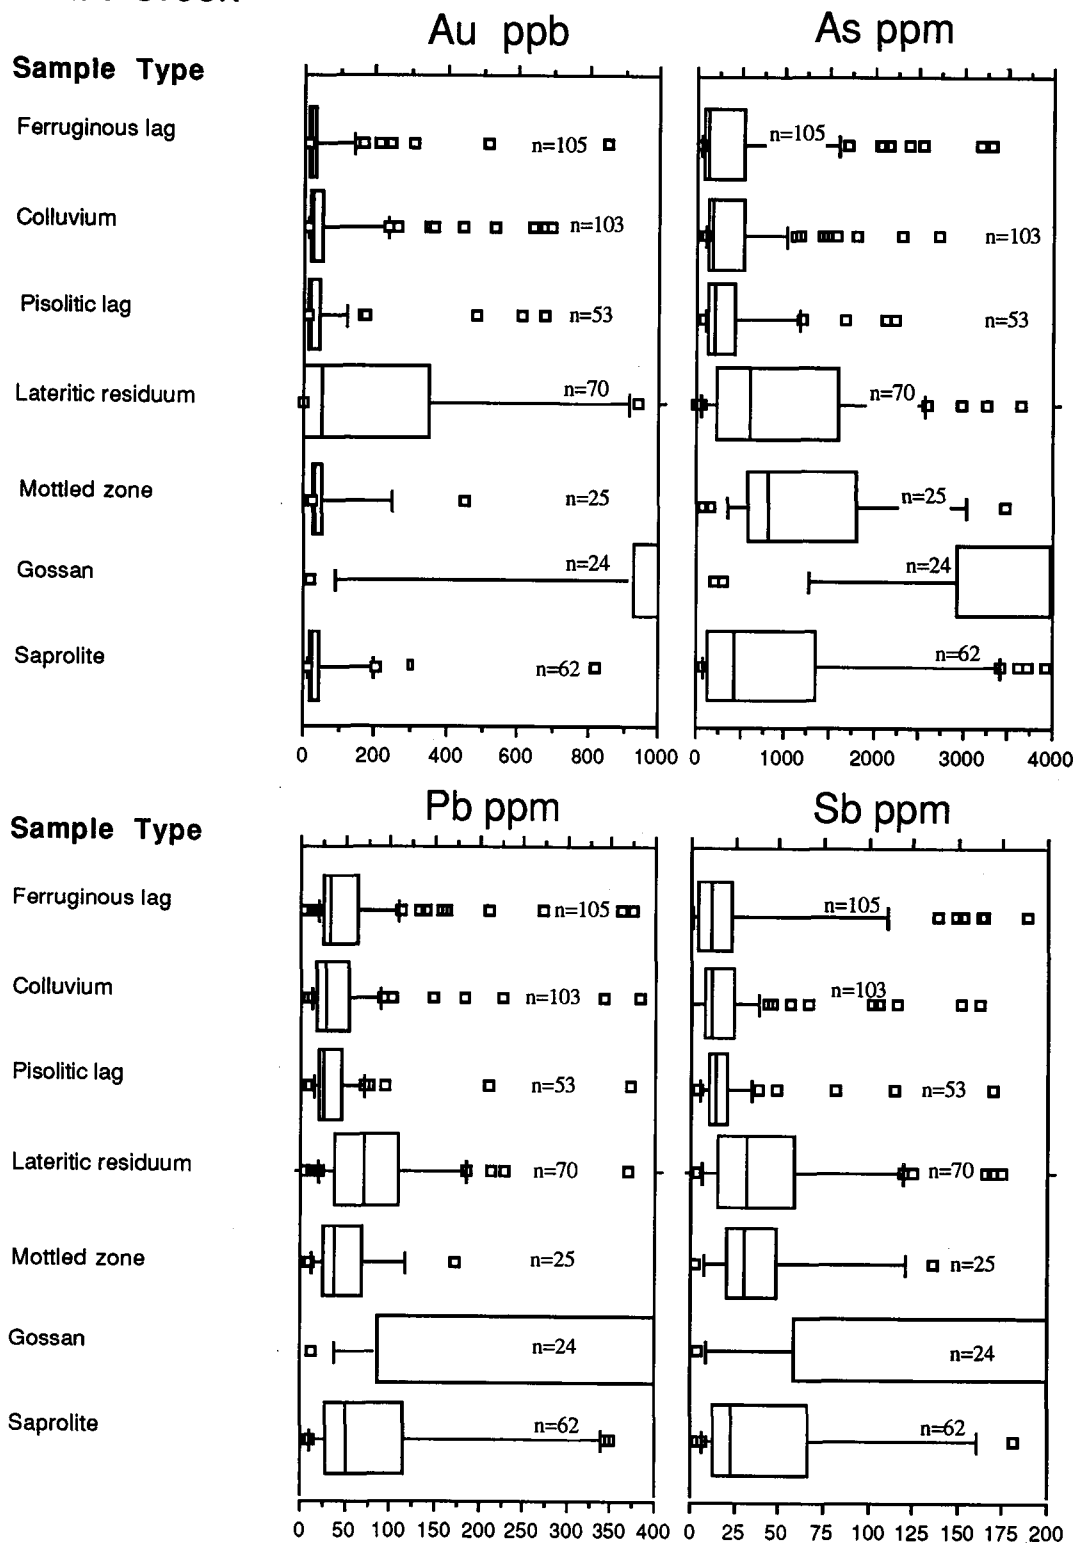 Au ppb As ppm
Sample Type
Ferruginous lag n=105 n=105
Colluvium n=103 n=103
Pisolitic lag n=53 n=53
Lateritic residuum n=70 n=70
Mottled zone n=25 n=25
Gossan n=24 n=24
Saprolite n=62 n=62
0 200 400 600 800 1000 0 1000 2000 3000 4000
Pb ppm Sb ppm
Sample Type
Ferruginous lag n=105 n=105
Colluvium n=103 n=103
Pisolitic lag n=53 n=53
Lateritic residuum n=70 n=70
Mottled zone n=25 n=25
Gossan n=24 n=24
Saprolite n=62 n=62
0 50 100 150 200 250 300 350 400 0 25 50 75 100 125 150 175 200